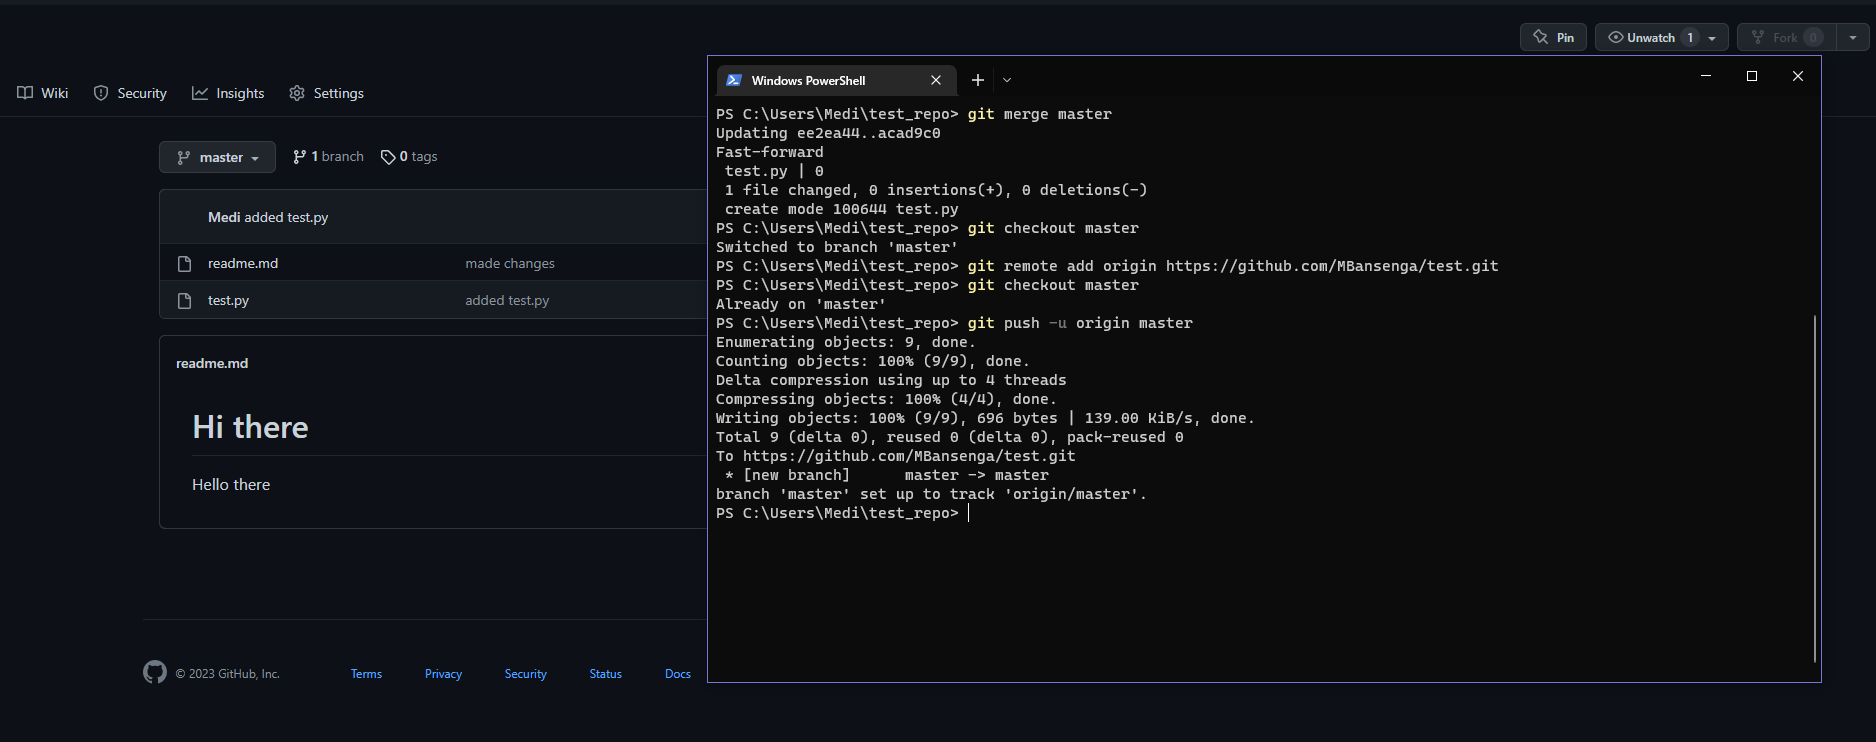 Pin
Unwatch 1
Fork 0
Wiki
Security
Insights
Settings
master
1 branch
0 tags
Medi added test.py
readme.md made changes
test.py added test.py
readme.md
Hi there
Hello there
© 2023 GitHub, Inc.
Terms
Privacy
Security
Status
Docs
Windows PowerShell
PS C:\Users\Medi\test_repo> git merge master
Updating ee2ea44..acad9c0
Fast-forward
 test.py | 0
 1 file changed, 0 insertions(+), 0 deletions(-)
 create mode 100644 test.py
PS C:\Users\Medi\test_repo> git checkout master
Switched to branch 'master'
PS C:\Users\Medi\test_repo> git remote add origin https://github.com/MBansenga/test.git
PS C:\Users\Medi\test_repo> git checkout master
Already on 'master'
PS C:\Users\Medi\test_repo> git push -u origin master
Enumerating objects: 9, done.
Counting objects: 100% (9/9), done.
Delta compression using up to 4 threads
Compressing objects: 100% (4/4), done.
Writing objects: 100% (9/9), 696 bytes | 139.00 KiB/s, done.
Total 9 (delta 0), reused 0 (delta 0), pack-reused 0
To https://github.com/MBansenga/test.git
 * [new branch]      master -> master
branch 'master' set up to track 'origin/master'.
PS C:\Users\Medi\test_repo>